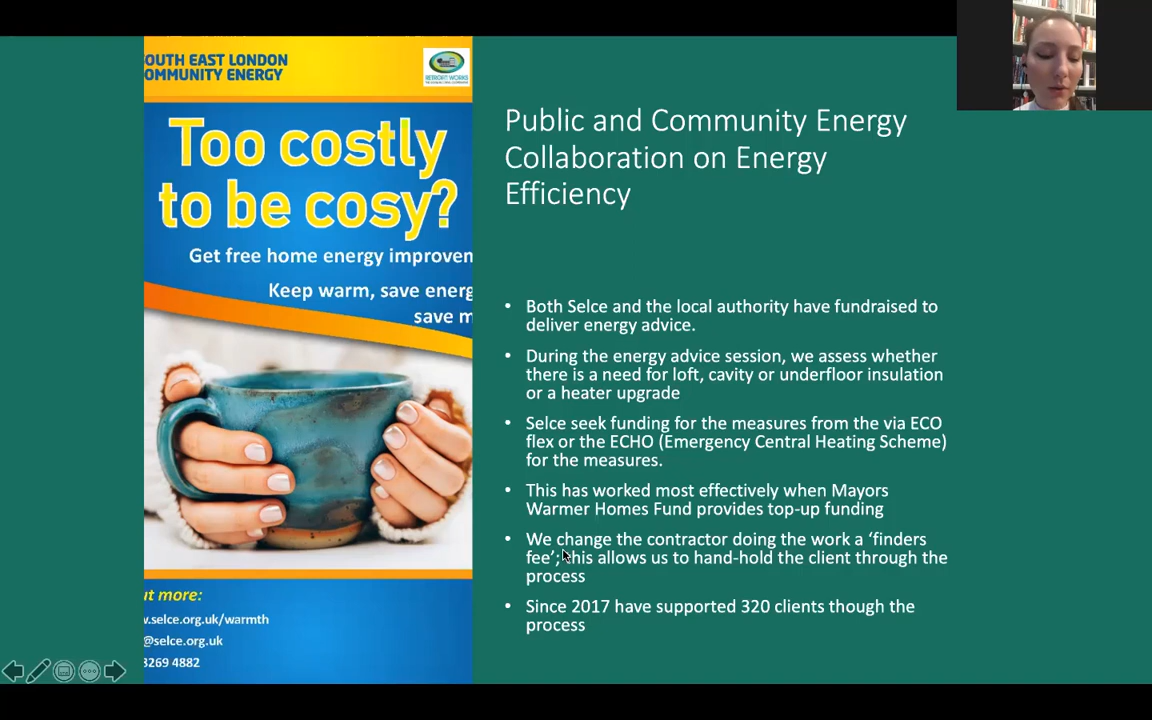 OUTH EAST LONDON
OMMUNITY ENERGY
RETROFIT WORKS
Too costly
to be cosy?
Get free home energy improven
Keep warm, save energ
save m
ut more:
w.selce.org.uk/warmth
@selce.org.uk
3269 4882
Public and Community Energy
Collaboration on Energy
Efficiency
• Both Selce and the local authority have fundraised to
deliver energy advice.
• During the energy advice session, we assess whether
there is a need for loft, cavity or underfloor insulation
or a heater upgrade
• Selce seek funding for the measures from the via ECO
flex or the ECHO (Emergency Central Heating Scheme)
for the measures.
• This has worked most effectively when Mayors
Warmer Homes Fund provides top-up funding
• We change the contractor doing the work a ‘finders
fee’; this allows us to hand-hold the client through the
process
• Since 2017 have supported 320 clients though the
process